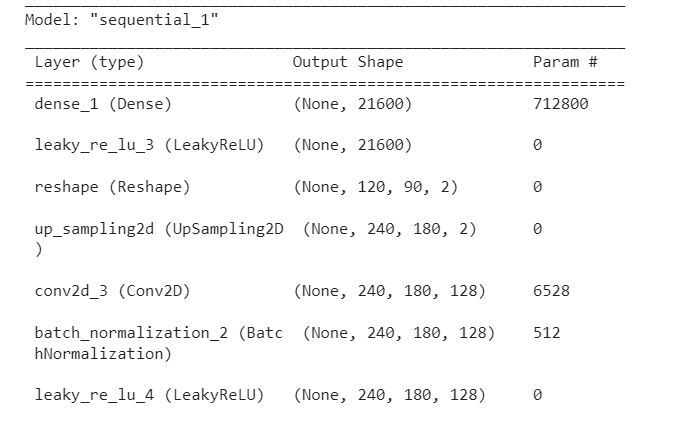 Model: "sequential_1"
Layer (type) Output Shape Param #
dense_1 (Dense) (None, 21600) 712800
leaky_re_lu_3 (LeakyReLU) (None, 21600) 0
reshape (Reshape) (None, 120, 90, 2) 0
up_sampling2d (UpSampling2D (None, 240, 180, 2) 0
)
conv2d_3 (Conv2D) (None, 240, 180, 128) 6528
batch_normalization_2 (Batc (None, 240, 180, 128) 512
hNormalization)
leaky_re_lu_4 (LeakyReLU) (None, 240, 180, 128) 0